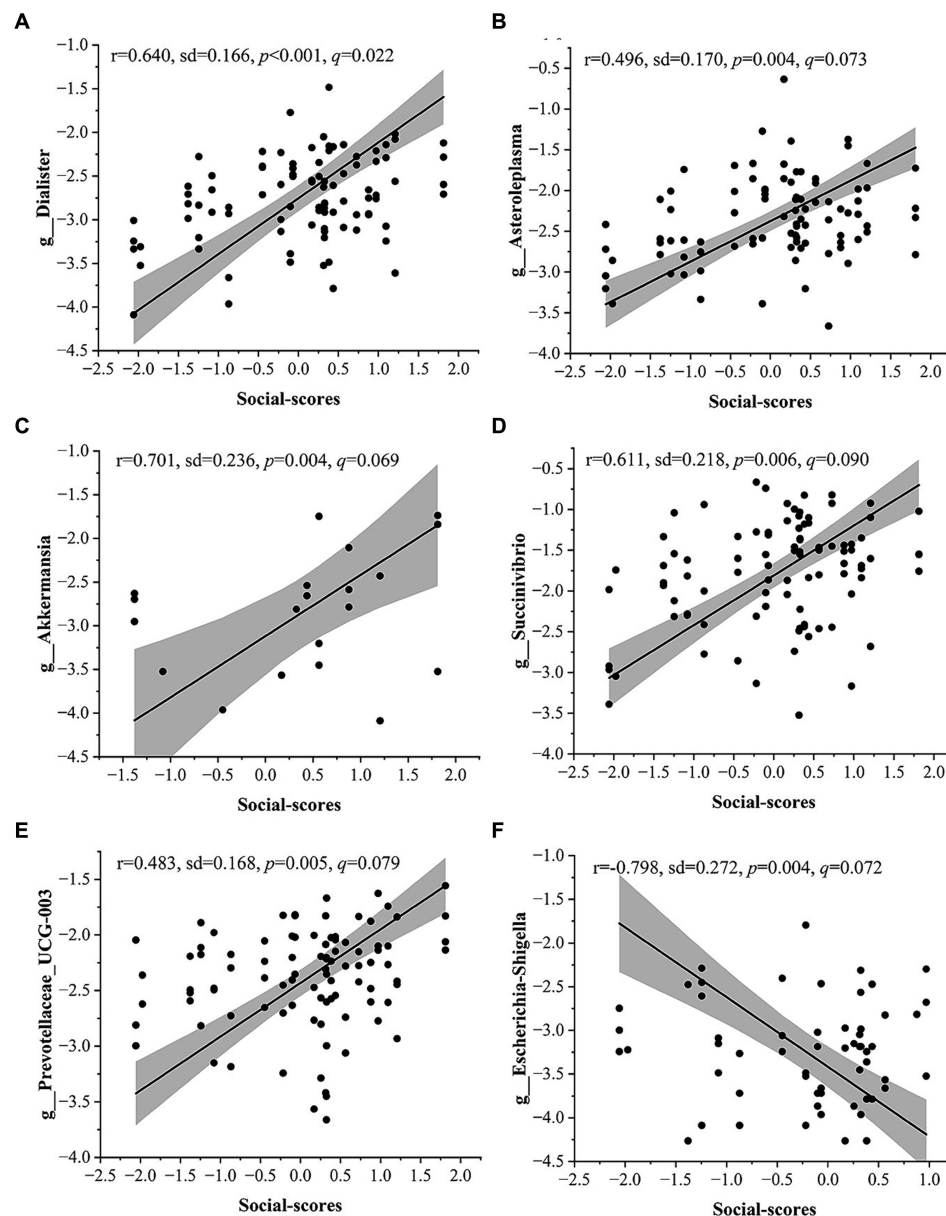 A
r=0.640, sd=0.166, p<0.001, q=0.022
g__Dialister
−1.0
−1.5
−2.0
−2.5
−3.0
−3.5
−4.0
−4.5
−2.5 −2.0 −1.5 −1.0 −0.5 0.0 0.5 1.0 1.5 2.0
Social-scores
B
r=0.496, sd=0.170, p=0.004, q=0.073
g__Asteroleplasma
−0.5
−1.0
−1.5
−2.0
−2.5
−3.0
−3.5
−4.0
−2.5 −2.0 −1.5 −1.0 −0.5 0.0 0.5 1.0 1.5 2.0
Social-scores
C
r=0.701, sd=0.236, p=0.004, q=0.069
g__Akkermansia
−1.0
−1.5
−2.0
−2.5
−3.0
−3.5
−4.0
−4.5
−1.5 −1.0 −0.5 0.0 0.5 1.0 1.5 2.0
Social-scores
D
r=0.611, sd=0.218, p=0.006, q=0.090
g__Succinivibrio
−0.5
−1.0
−1.5
−2.0
−2.5
−3.0
−3.5
−4.0
−2.5 −2.0 −1.5 −1.0 −0.5 0.0 0.5 1.0 1.5 2.0
Social-scores
E
r=0.483, sd=0.168, p=0.005, q=0.079
g__Prevotellaceae_UCG-003
−1.5
−2.0
−2.5
−3.0
−3.5
−4.0
−2.5 −2.0 −1.5 −1.0 −0.5 0.0 0.5 1.0 1.5 2.0
Social-scores
F
r=-0.798, sd=0.272, p=0.004, q=0.072
g__Escherichia-Shigella
−1.0
−1.5
−2.0
−2.5
−3.0
−3.5
−4.0
−4.5
−2.5 −2.0 −1.5 −1.0 −0.5 0.0 0.5 1.0
Social-scores